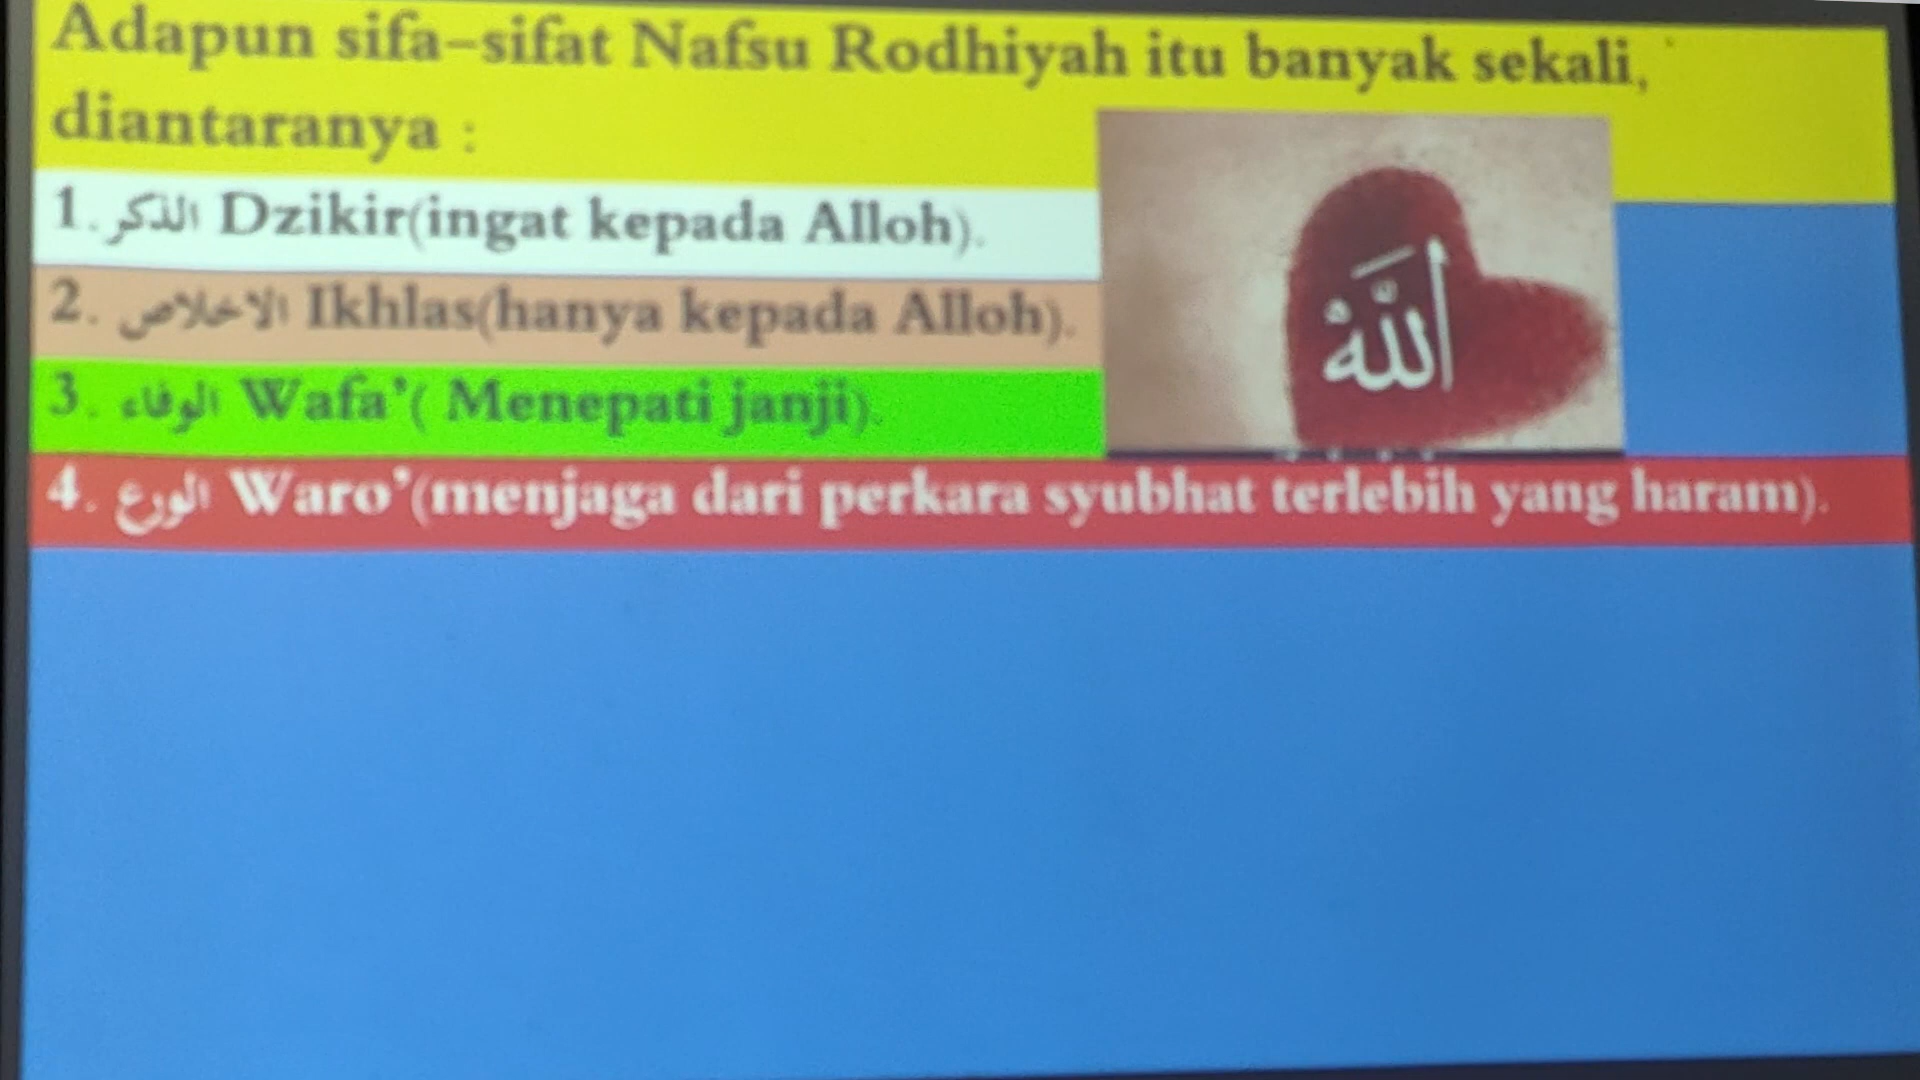 Adapun sifa-sifat Nafsu Rodhiyah itu banyak sekali,
diantaranya :
1. الذكر Dzikir(ingat kepada Alloh).
2. الاخلاص Ikhlas(hanya kepada Alloh).
3. الوفاء Wafa'( Menepati janji).
4. الورع Waro'(menjaga dari perkara syubhat terlebih yang haram).
الله